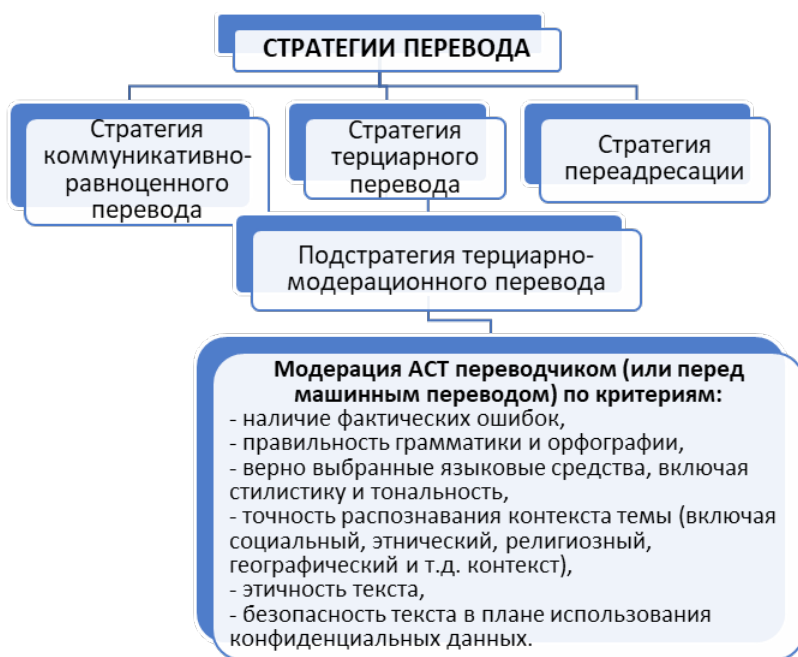 СТРАТЕГИИ ПЕРЕВОДА
Стратегия
коммуникативно-
равноценного
перевода
Стратегия
терциарного
перевода
Стратегия
переадресации
Подстратегия терциарно-
модерационного перевода
Модерация АСТ переводчиком (или перед
машинным переводом) по критериям:
- наличие фактических ошибок,
- правильность грамматики и орфографии,
- верно выбранные языковые средства, включая
стилистику и тональность,
- точность распознавания контекста темы (включая
социальный, этнический, религиозный,
географический и т.д. контекст),
- этичность текста,
- безопасность текста в плане использования
конфиденциальных данных.